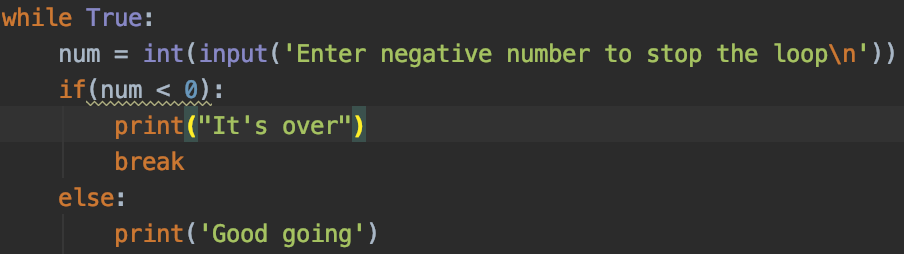 while True:
    num = int(input('Enter negative number to stop the loop\n'))
    if(num < 0):
        print("It's over")
        break
    else:
        print('Good going')